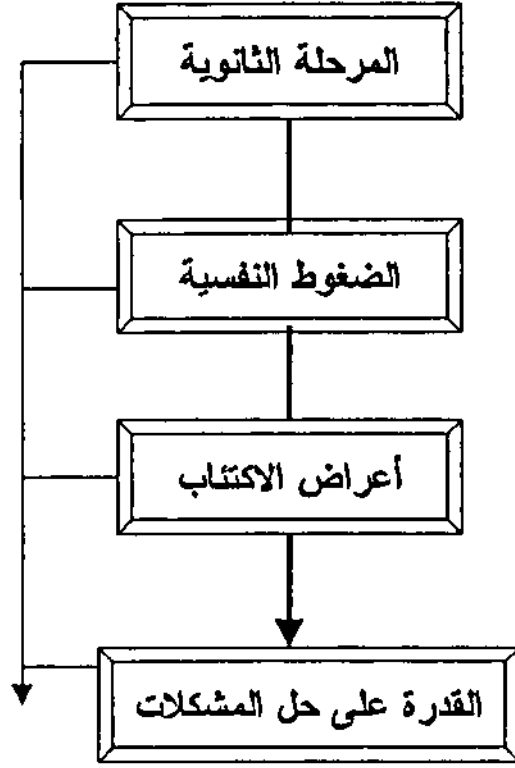 المرحلة الثانوية
الضغوط النفسية
أعراض الاكتئاب
القدرة على حل المشكلات